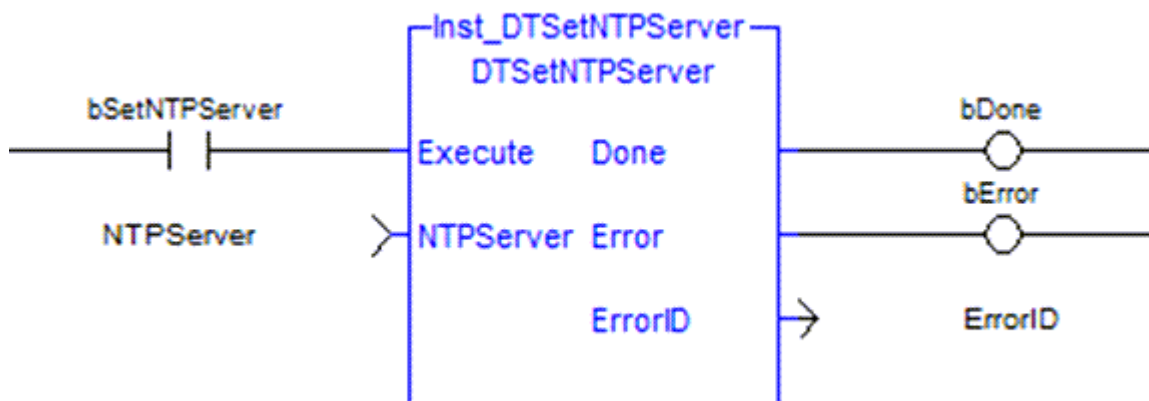 Inst_DTSetNTPServer
DTSetNTPServer
bSetNTPServer
bDone
Execute Done
bError
NTPServer
NTPServer Error
ErrorID
ErrorID